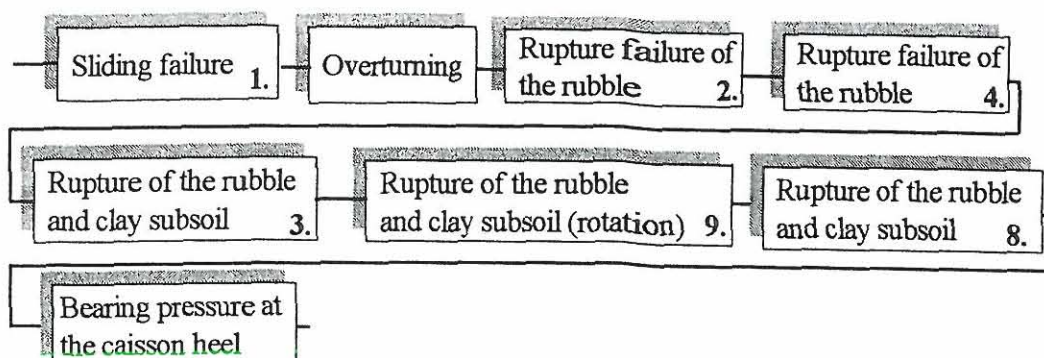 Sliding failure 1.
Overturning
Rupture failure of
the rubble 2.
Rupture failure of
the rubble 4.
Rupture of the rubble
and clay subsoil 3.
Rupture of the rubble
and clay subsoil (rotation) 9.
Rupture of the rubble
and clay subsoil 8.
Bearing pressure at
the caisson heel